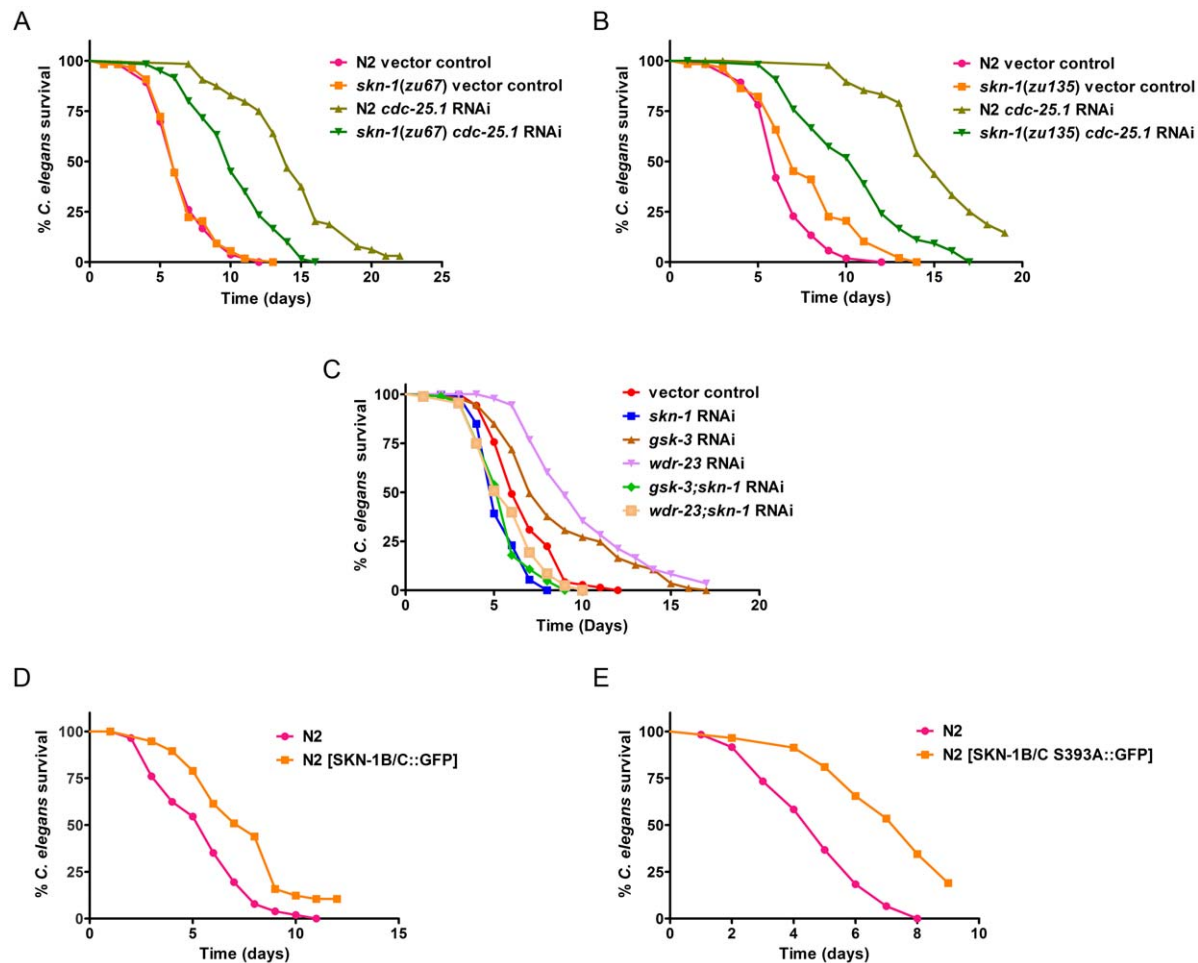 A
% C. elegans survival
100
75
50
25
0
0 5 10 15 20 25
Time (days)
N2 vector control
skn-1(zu67) vector control
N2 cdc-25.1 RNAi
skn-1(zu67) cdc-25.1 RNAi
B
% C. elegans survival
100
75
50
25
0
0 5 10 15 20
Time (days)
N2 vector control
skn-1(zu135) vector control
N2 cdc-25.1 RNAi
skn-1(zu135) cdc-25.1 RNAi
C
% C. elegans survival
100
75
50
25
0
0 5 10 15 20
Time (Days)
vector control
skn-1 RNAi
gsk-3 RNAi
wdr-23 RNAi
gsk-3;skn-1 RNAi
wdr-23;skn-1 RNAi
D
% C. elegans survival
100
75
50
25
0
0 5 10 15
Time (days)
N2
N2 [SKN-1B/C::GFP]
E
% C. elegans survival
100
75
50
25
0
0 2 4 6 8 10
Time (days)
N2
N2 [SKN-1B/C S393A::GFP]